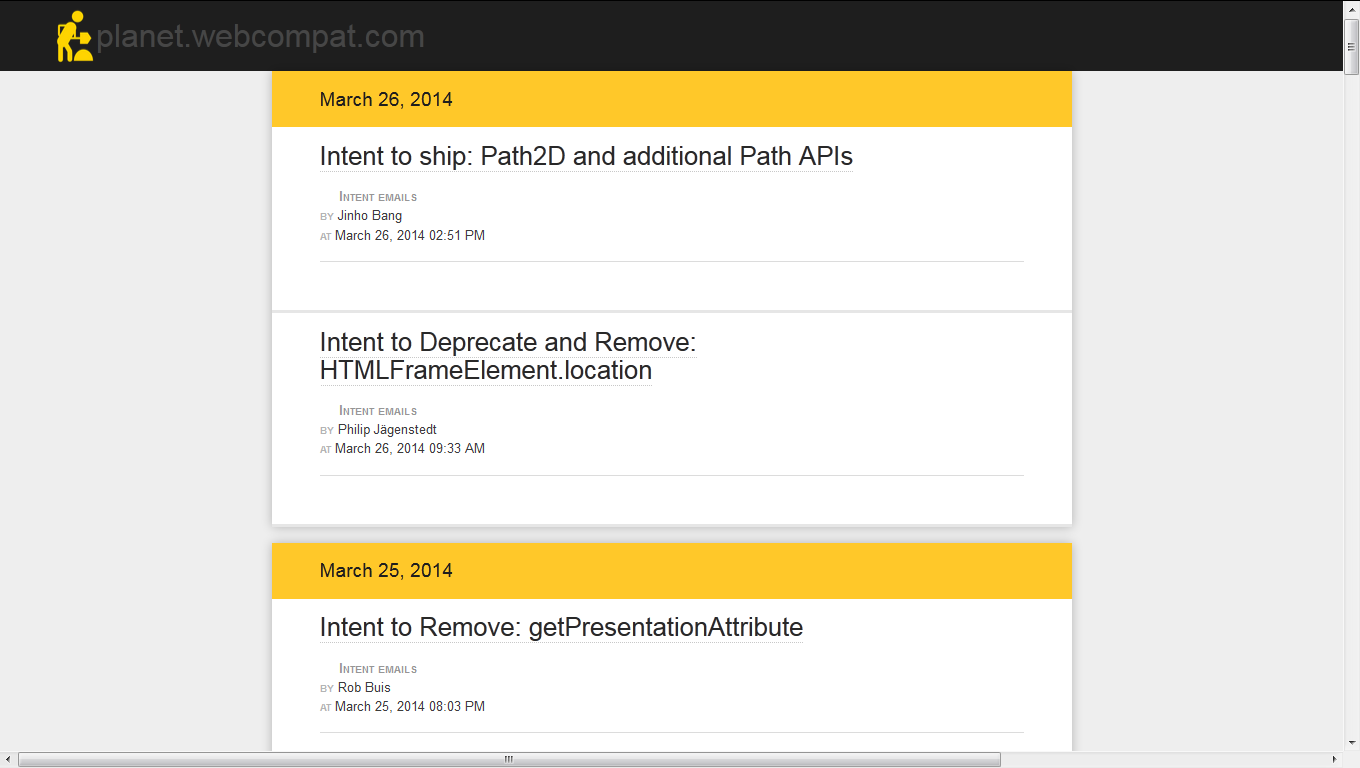 planet.webcompat.com
March 26, 2014
Intent to ship: Path2D and additional Path APIs
Intent emails
by Jinho Bang
at March 26, 2014 02:51 PM
Intent to Deprecate and Remove:
HTMLFrameElement.location
Intent emails
by Philip Jägenstedt
at March 26, 2014 09:33 AM
March 25, 2014
Intent to Remove: getPresentationAttribute
Intent emails
by Rob Buis
at March 25, 2014 08:03 PM